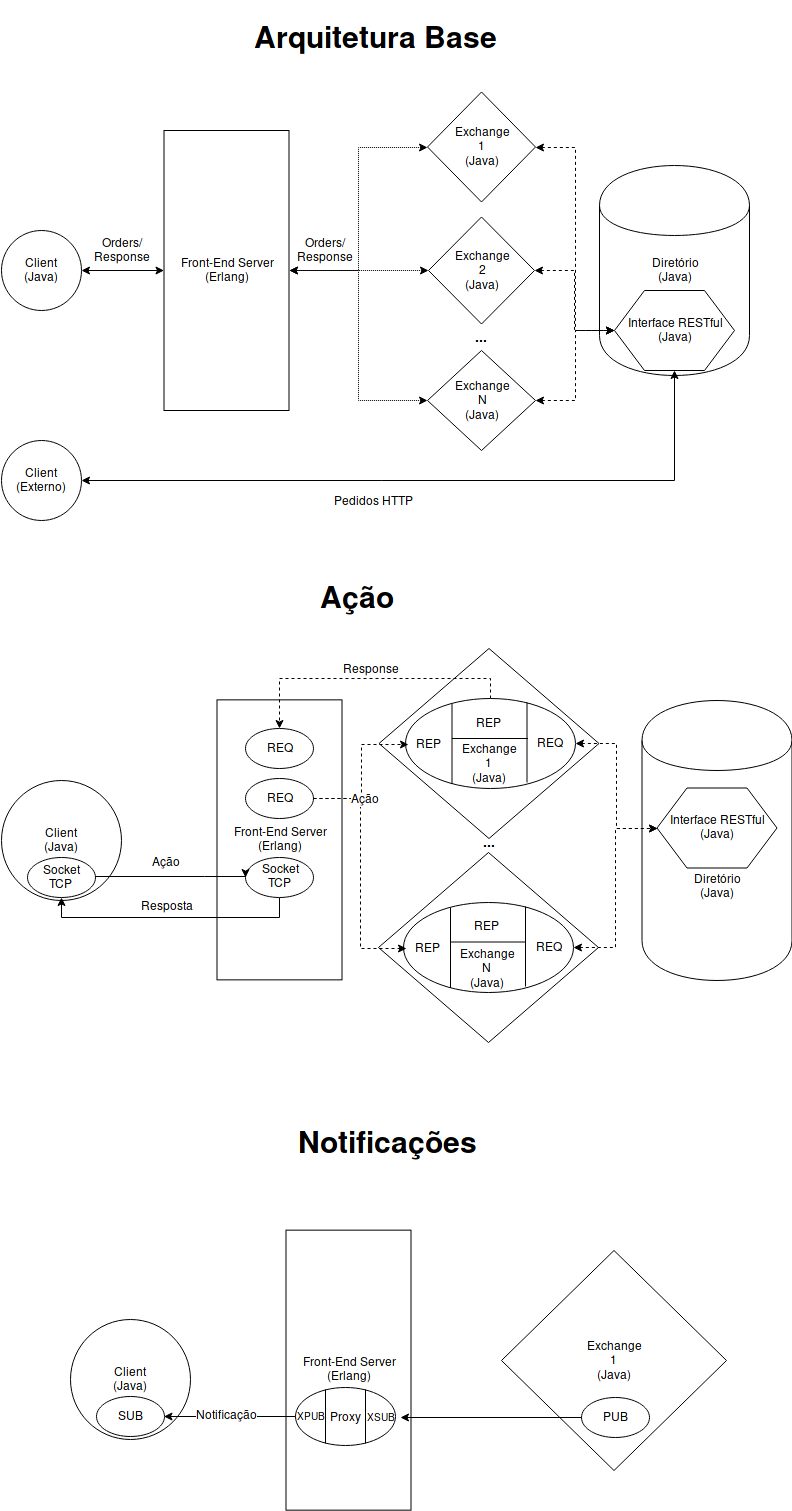 Arquitetura Base
Exchange
1
(Java)
Orders/
Response
Orders/
Response
Client
(Java)
Front-End Server
(Erlang)
Exchange
2
(Java)
Diretório
(Java)
Interface RESTful
(Java)
...
Exchange
N
(Java)
Client
(Externo)
Pedidos HTTP
Ação
Response
REQ
REP
REP
Exchange
1
(Java)
REQ
REQ
Ação
Front-End Server
(Erlang)
Client
(Java)
Socket
TCP
Ação
Socket
TCP
Resposta
Interface RESTful
(Java)
Diretório
(Java)
...
REP
REP
Exchange
N
(Java)
REQ
Notificações
Exchange
1
(Java)
Front-End Server
(Erlang)
Client
(Java)
SUB
Notificação
XPUB
Proxy
XSUB
PUB